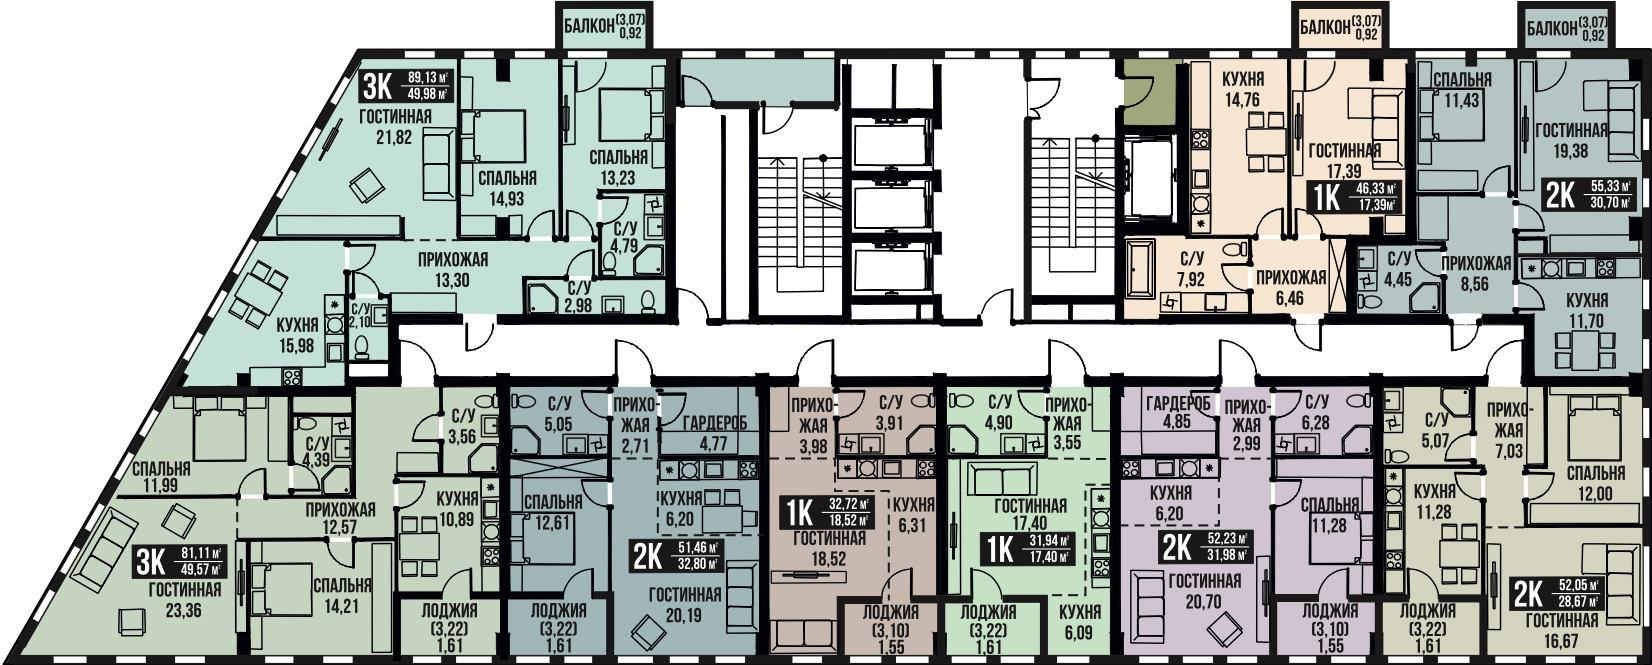 БАЛКОН (3,07)
0,92
БАЛКОН (3,07)
0,92
БАЛКОН (3,07)
0,92
3К 89,13 м²
49,98 м²
ГОСТИННАЯ
21,82
СПАЛЬНЯ
14,93
СПАЛЬНЯ
13,23
С/У
4,79
ПРИХОЖАЯ
13,30
С/У
2,98
С/У
2,10
КУХНЯ
15,98
КУХНЯ
14,76
ГОСТИННАЯ
17,39
1К 46,33 м²
17,39 м²
С/У
7,92
ПРИХОЖАЯ
6,46
СПАЛЬНЯ
11,43
ГОСТИННАЯ
19,38
2К 55,33 м²
30,70 м²
С/У
4,45
ПРИХОЖАЯ
8,56
КУХНЯ
11,70
СПАЛЬНЯ
11,99
С/У
4,39
С/У
3,56
ПРИХОЖАЯ
12,57
КУХНЯ
10,89
3К 81,11 м²
49,57 м²
ГОСТИННАЯ
23,36
СПАЛЬНЯ
14,21
ЛОДЖИЯ
(3,22)
1,61
С/У
5,05
ПРИХО-
ЖАЯ
2,71
ГАРДЕРОБ
4,77
СПАЛЬНЯ
12,61
КУХНЯ
6,20
2К 51,46 м²
32,80 м²
ГОСТИННАЯ
20,19
ЛОДЖИЯ
(3,22)
1,61
ПРИХО-
ЖАЯ
3,98
С/У
3,91
1К 32,72 м²
18,52 м²
ГОСТИННАЯ
18,52
КУХНЯ
6,31
ЛОДЖИЯ
(3,10)
1,55
С/У
4,90
ПРИХО-
ЖАЯ
3,55
ГОСТИННАЯ
17,40
1К 31,94 м²
17,40 м²
ЛОДЖИЯ
(3,22)
1,61
КУХНЯ
6,09
ГАРДЕРОБ
4,85
ПРИХО-
ЖАЯ
2,99
С/У
6,28
КУХНЯ
6,20
СПАЛЬНЯ
11,28
2К 52,23 м²
31,98 м²
ГОСТИННАЯ
20,70
ЛОДЖИЯ
(3,10)
1,55
С/У
5,07
ПРИХО-
ЖАЯ
7,03
СПАЛЬНЯ
12,00
КУХНЯ
11,28
2К 52,05 м²
28,67 м²
ГОСТИННАЯ
16,67
ЛОДЖИЯ
(3,22)
1,61